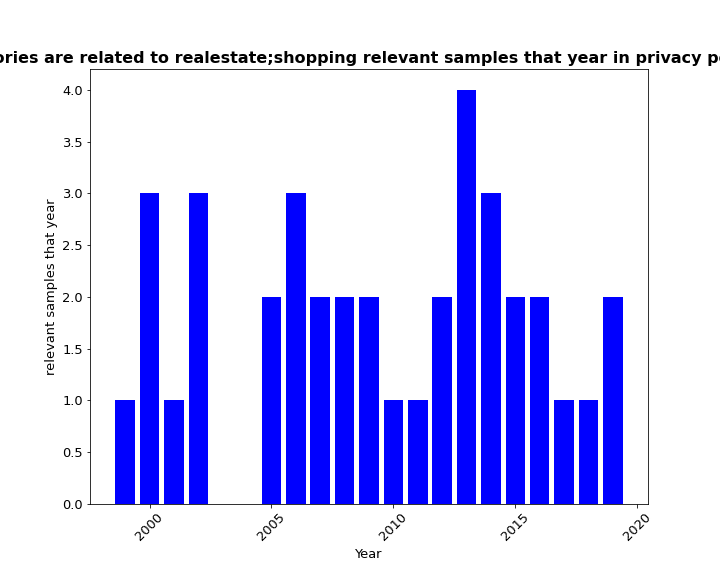 are related to realestate;shopping relevant samples that year in privacy
relevant samples that year
4.0
3.5
3.0
2.5
2.0
1.5
1.0
0.5
0.0
2000 2005 2010 2015 2020
Year